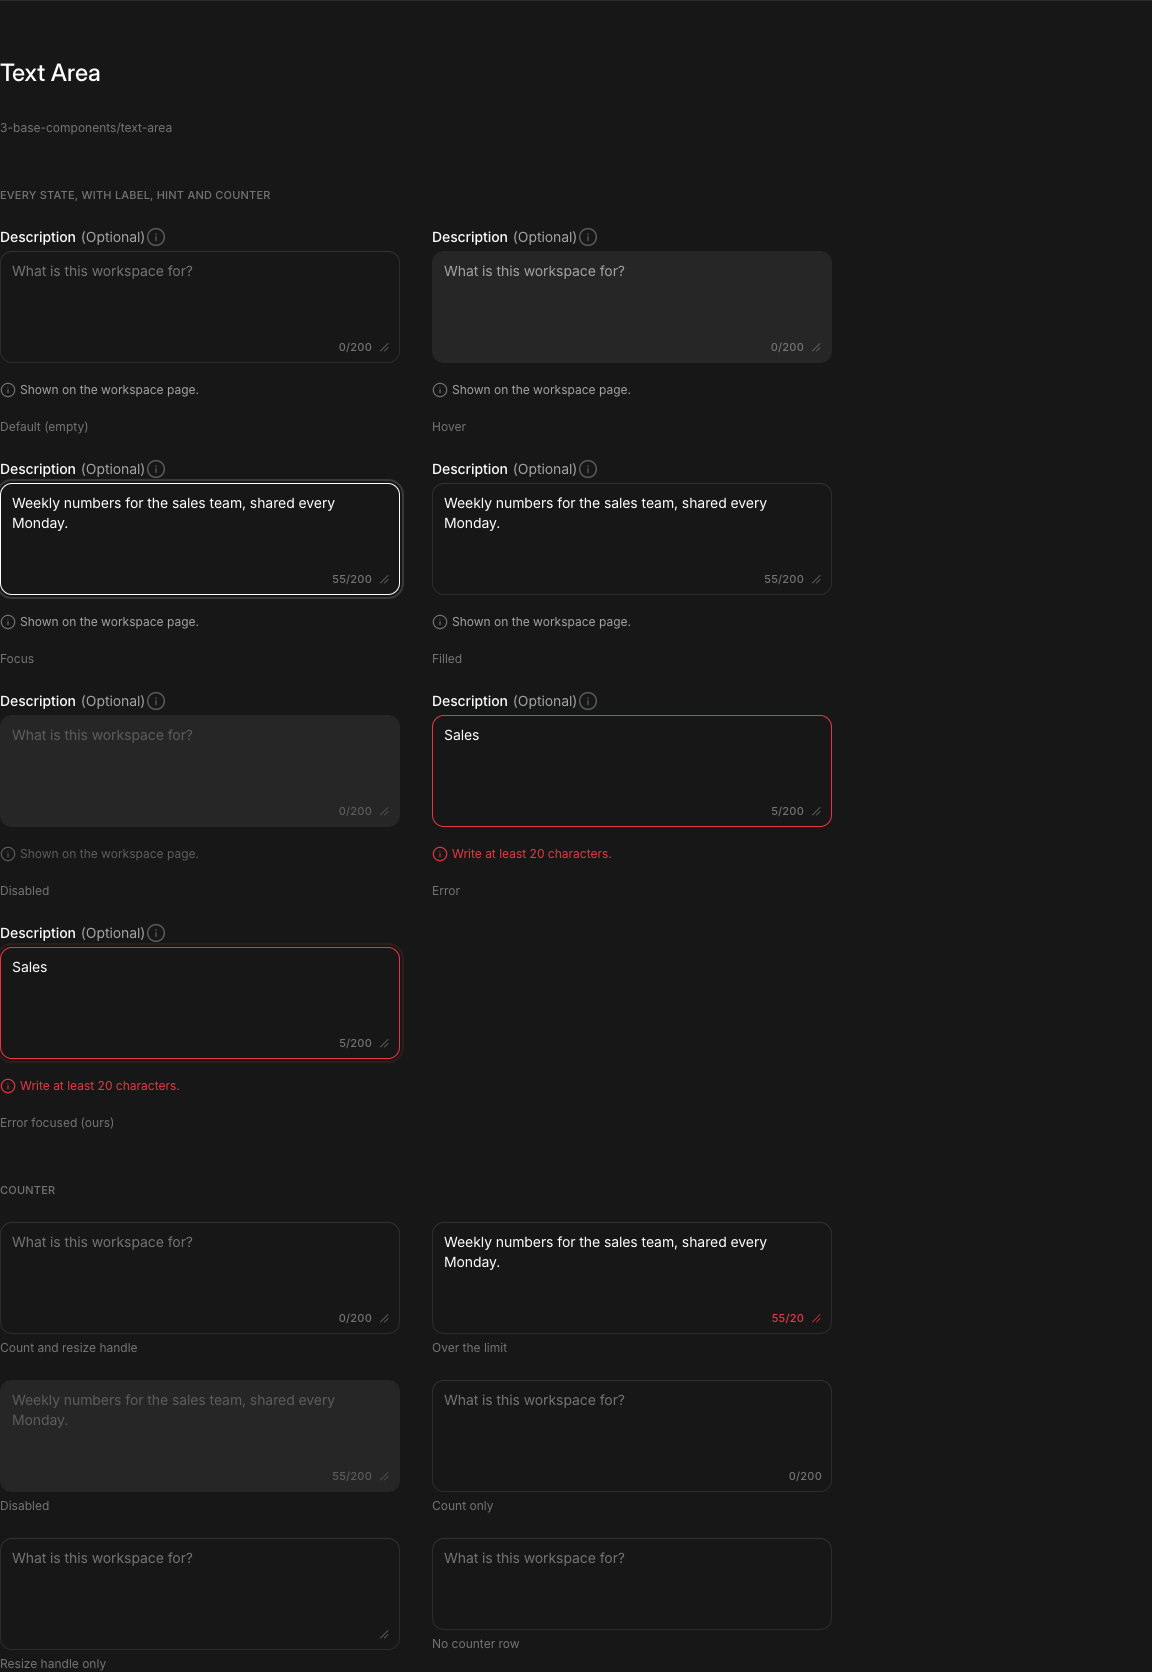 Text Area
3-base-components/text-area
EVERY STATE, WITH LABEL, HINT AND COUNTER
Description (Optional)
What is this workspace for?
0/200
Shown on the workspace page.
Default (empty)
Description (Optional)
What is this workspace for?
0/200
Shown on the workspace page.
Hover
Description (Optional)
Weekly numbers for the sales team, shared every
Monday.
55/200
Shown on the workspace page.
Focus
Description (Optional)
Weekly numbers for the sales team, shared every
Monday.
55/200
Shown on the workspace page.
Filled
Description (Optional)
What is this workspace for?
0/200
Shown on the workspace page.
Disabled
Description (Optional)
Sales
5/200
Write at least 20 characters.
Error
Description (Optional)
Sales
5/200
Write at least 20 characters.
Error focused (ours)
COUNTER
What is this workspace for?
0/200
Count and resize handle
Weekly numbers for the sales team, shared every
Monday.
55/20
Over the limit
Weekly numbers for the sales team, shared every
Monday.
55/200
Disabled
What is this workspace for?
0/200
Count only
What is this workspace for?
Resize handle only
What is this workspace for?
No counter row